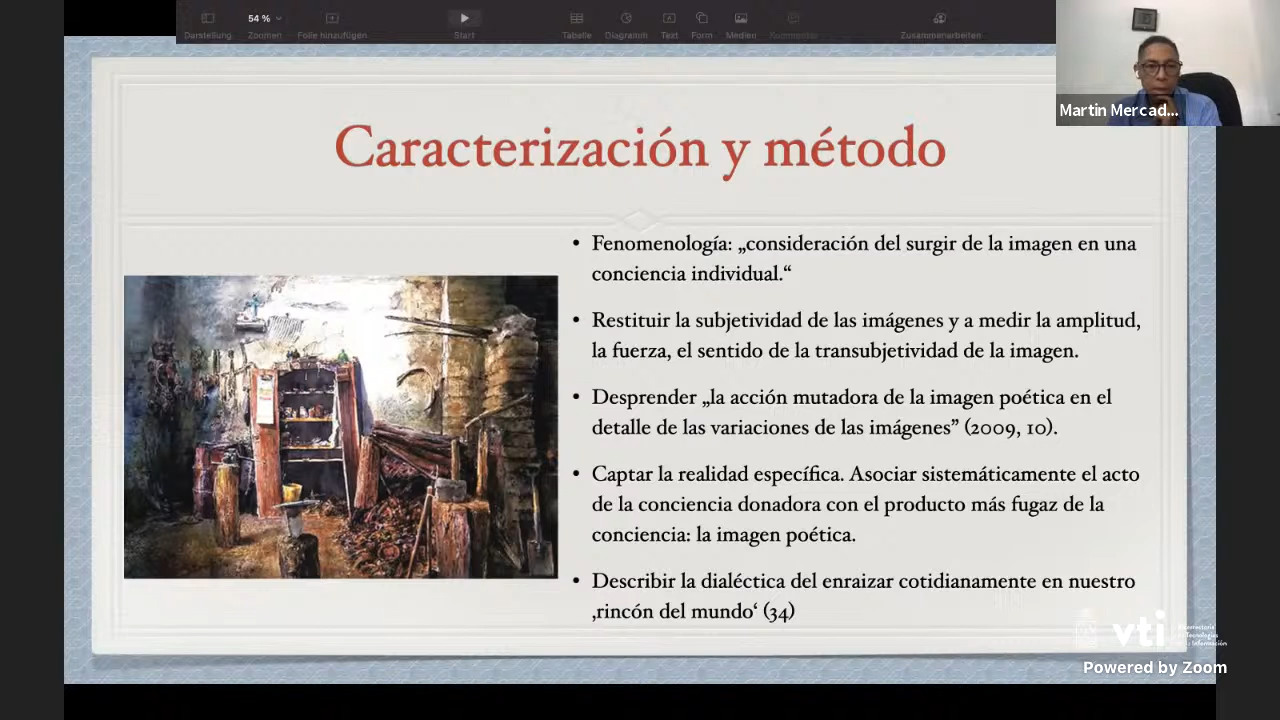 54 %
Darstellung
Zoomen
Folie hinzufügen
Start
Tabelle
Diagramm
Text
Form
Medien
Kommentar
Zusammenarbeiten
Martin Mercad...
Caracterización y método
• Fenomenología: „consideración del surgir de la imagen en una
conciencia individual.“
• Restituir la subjetividad de las imágenes y a medir la amplitud,
la fuerza, el sentido de la transubjetividad de la imagen.
• Desprender „la acción mutadora de la imagen poética en el
detalle de las variaciones de las imágenes” (2009, 10).
• Captar la realidad específica. Asociar sistemáticamente el acto
de la conciencia donadora con el producto más fugaz de la
conciencia: la imagen poética.
• Describir la dialéctica del enraizar cotidianamente en nuestro
‚rincón del mundo‘ (34)
vti
Powered by Zoom